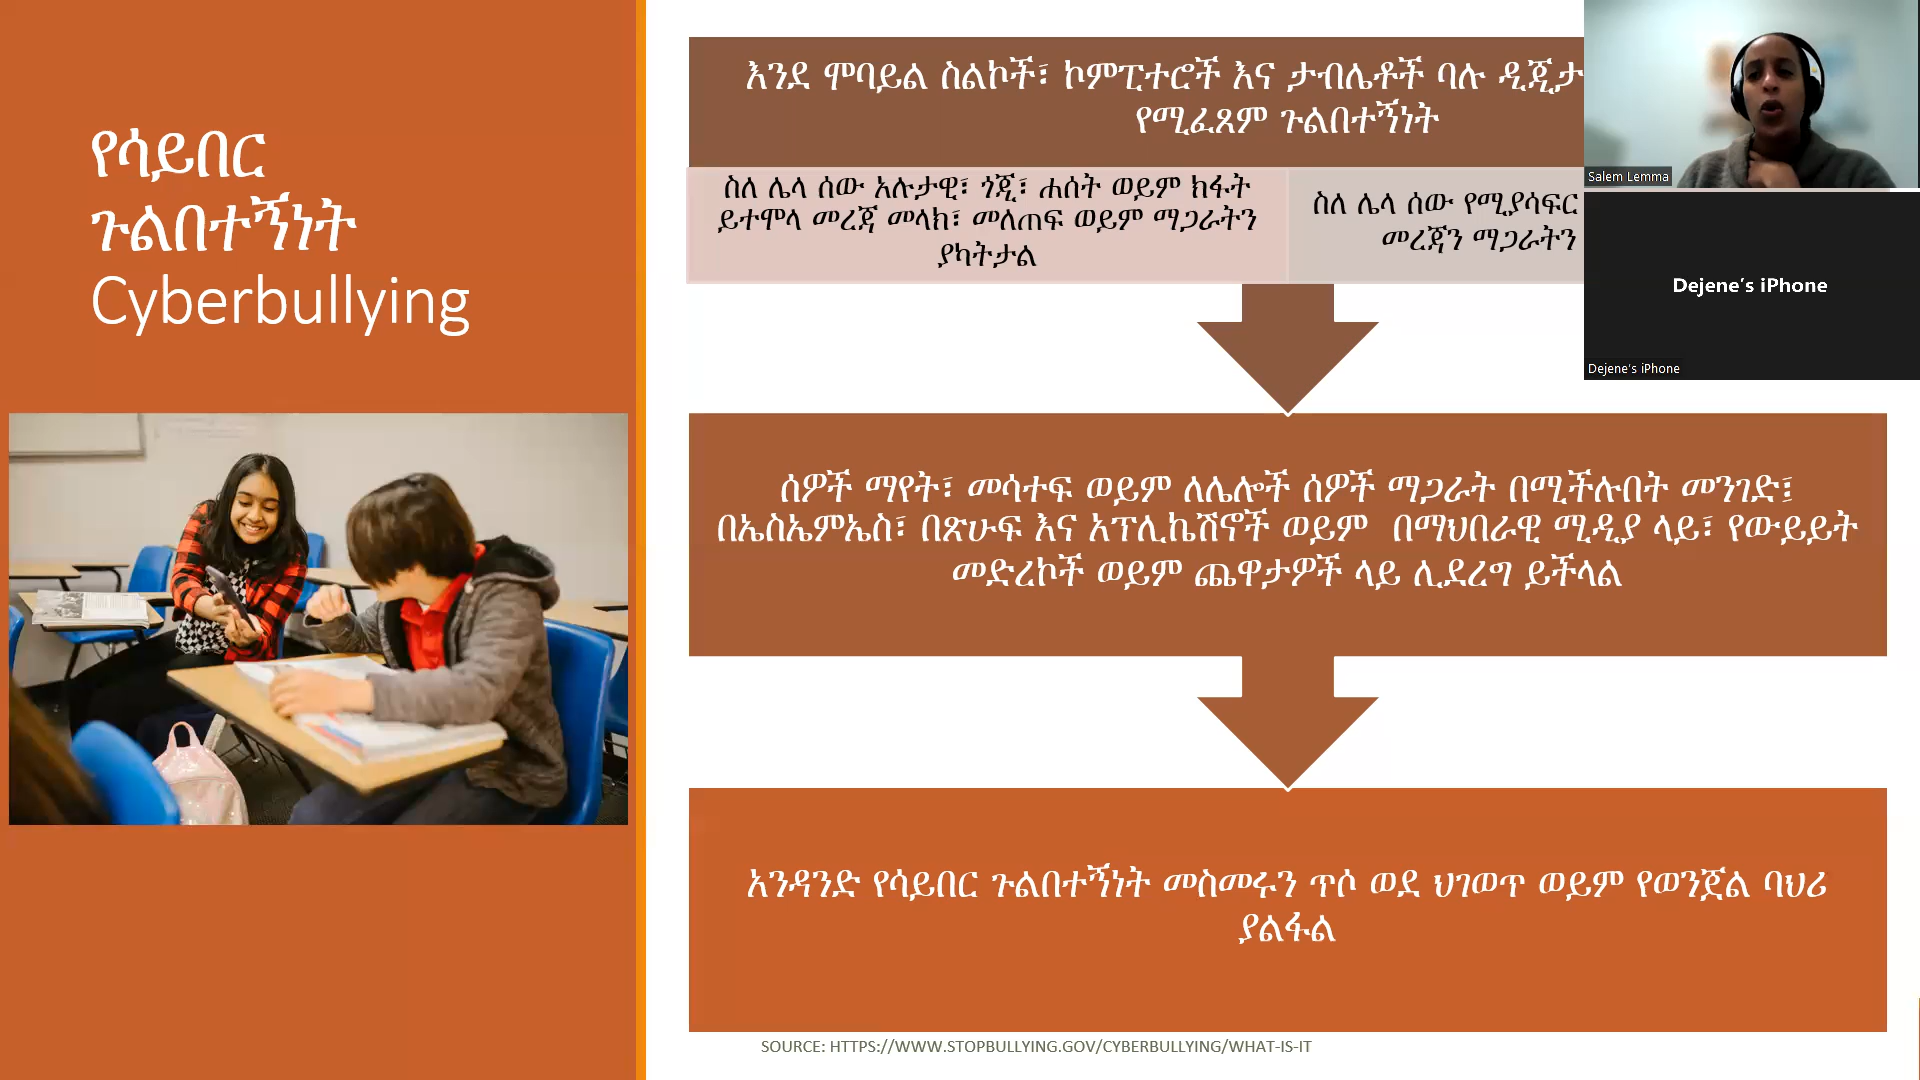 የሳይበር
ጉልበተኝነት
Cyberbullying
እንደ ሞባይል ስልኮች፣ ኮምፒተሮች እና ታብሌቶች ባሉ ዲጂታ
የሚፈጸም ጉልበተኝነት
ስለ ሌላ ሰው አሉታዊ፣ ጎጂ፣ ሐሰት ወይም ክፋት
ይተሞላ መረጃ መላክ፣ መለጠፍ ወይም ማጋራትን
ያካትታል
ስለ ሌላ ሰው የሚያሳፍር
መረጃን ማጋራትን
ሰዎች ማየት፣ መሳተፍ ወይም ለሌሎች ሰዎች ማጋራት በሚችሉበት መንገድ፤
በኤስኤምኤስ፣ በጽሁፍ እና አፕሊኬሽኖች ወይም በማህበራዊ ሚዲያ ላይ፣ የውይይት
መድረኮች ወይም ጨዋታዎች ላይ ሊደረግ ይችላል
አንዳንድ የሳይበር ጉልበተኝነት መስመሩን ጥሶ ወደ ህገወጥ ወይም የወንጀል ባህሪ
ያልፋል
SOURCE: HTTPS://WWW.STOPBULLYING.GOV/CYBERBULLYING/WHAT-IS-IT
Salem Lemma
Dejene's iPhone
Dejene's iPhone